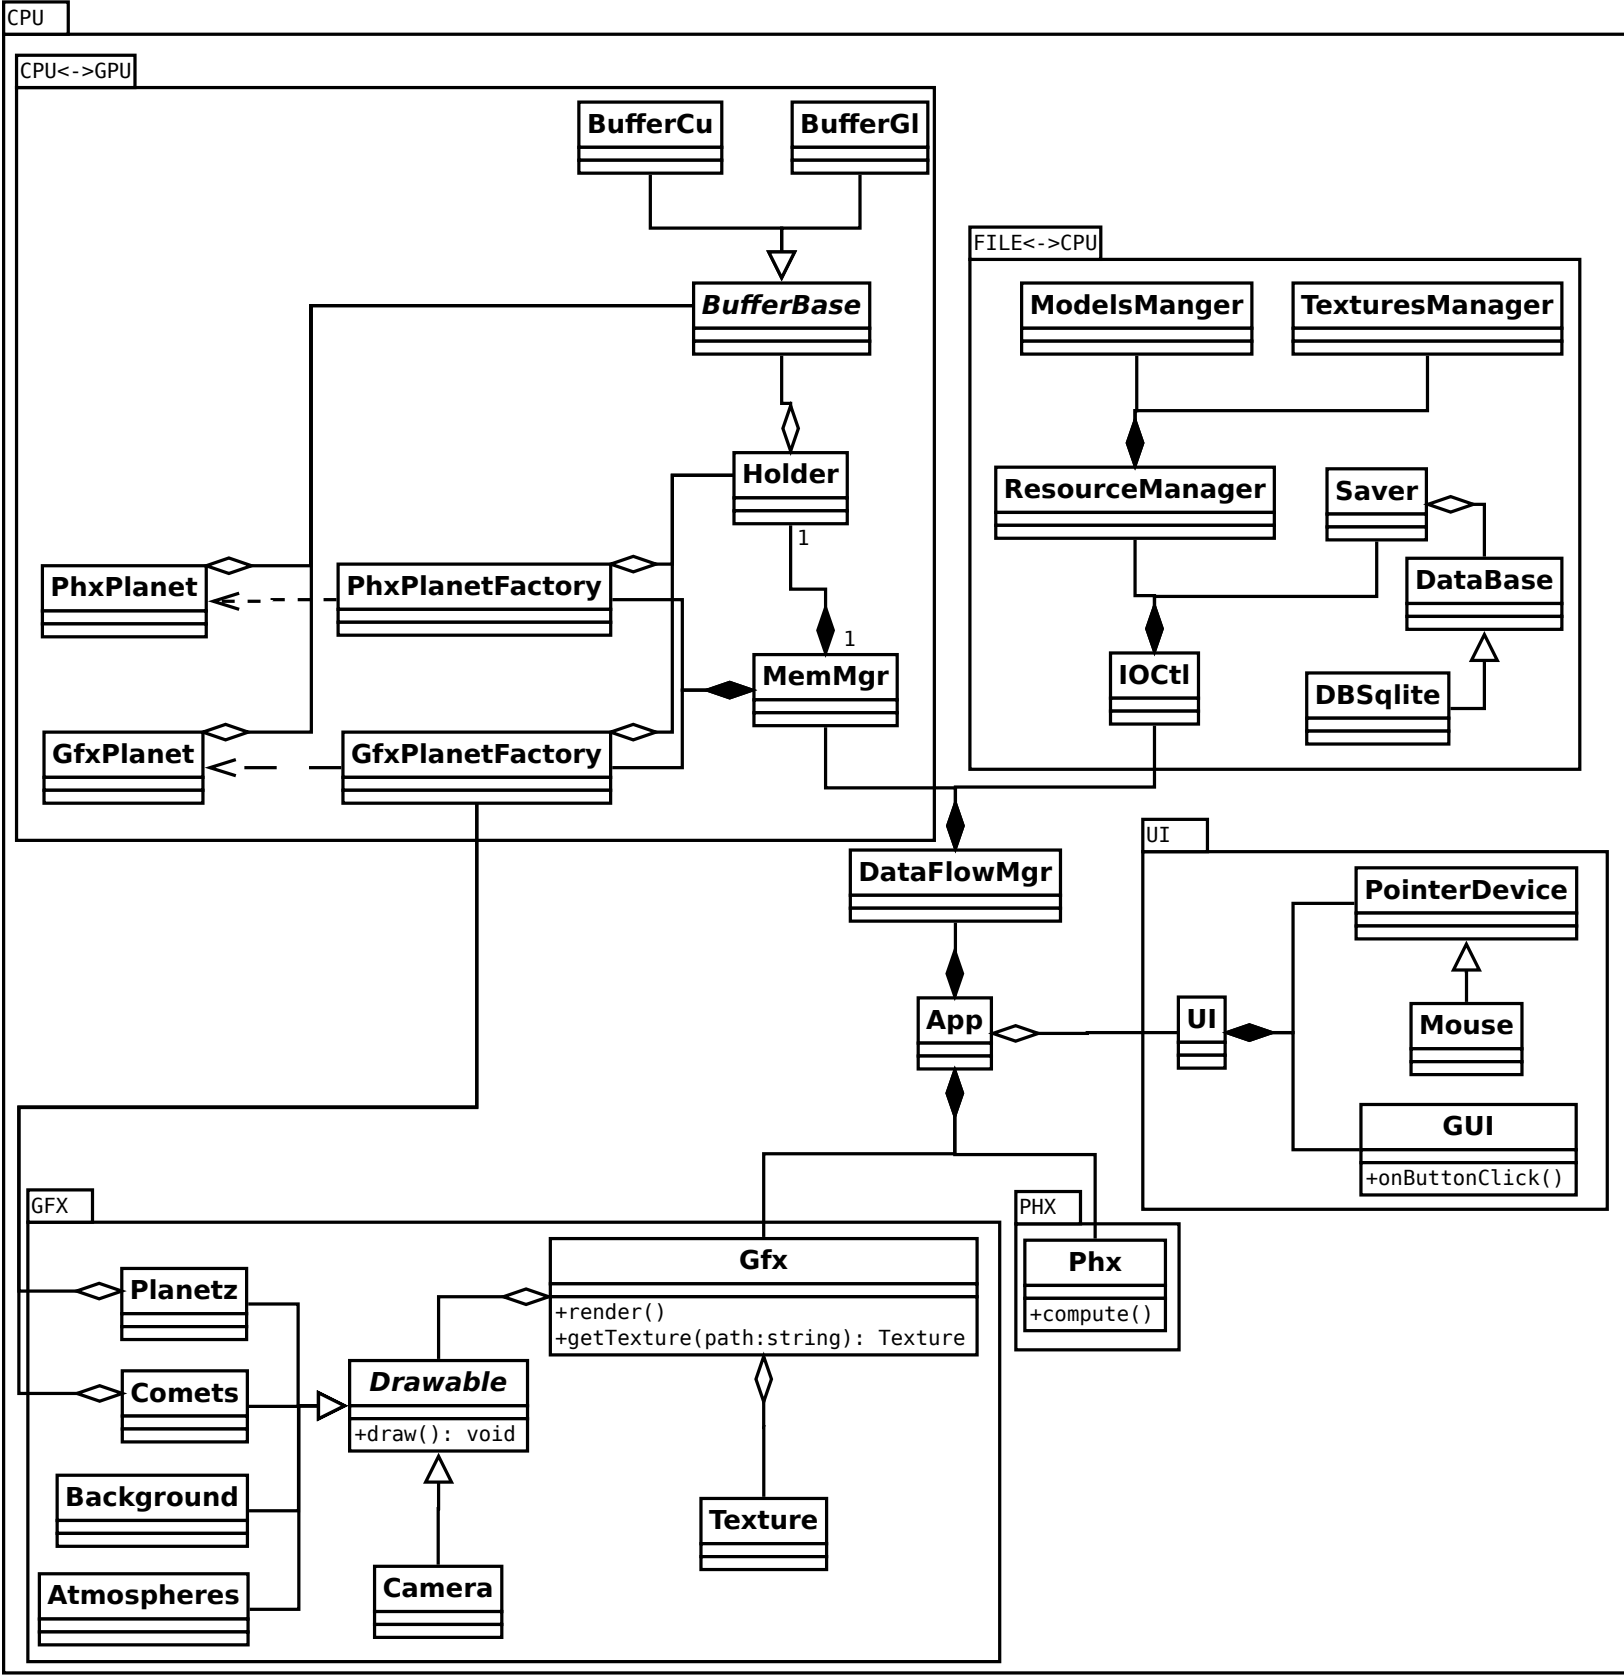 CPU
CPU<->GPU
BufferCu
BufferGl
BufferBase
Holder
1
PhxPlanet
PhxPlanetFactory
1
MemMgr
GfxPlanet
GfxPlanetFactory
FILE<->CPU
ModelsManger
TexturesManager
ResourceManager
Saver
DataBase
IOCtl
DBSqlite
DataFlowMgr
App
UI
PointerDevice
UI
Mouse
GUI
+onButtonClick()
GFX
Gfx
+render()
+getTexture(path:string): Texture
Planetz
Drawable
+draw(): void
Comets
Background
Texture
Camera
Atmospheres
PHX
Phx
+compute()